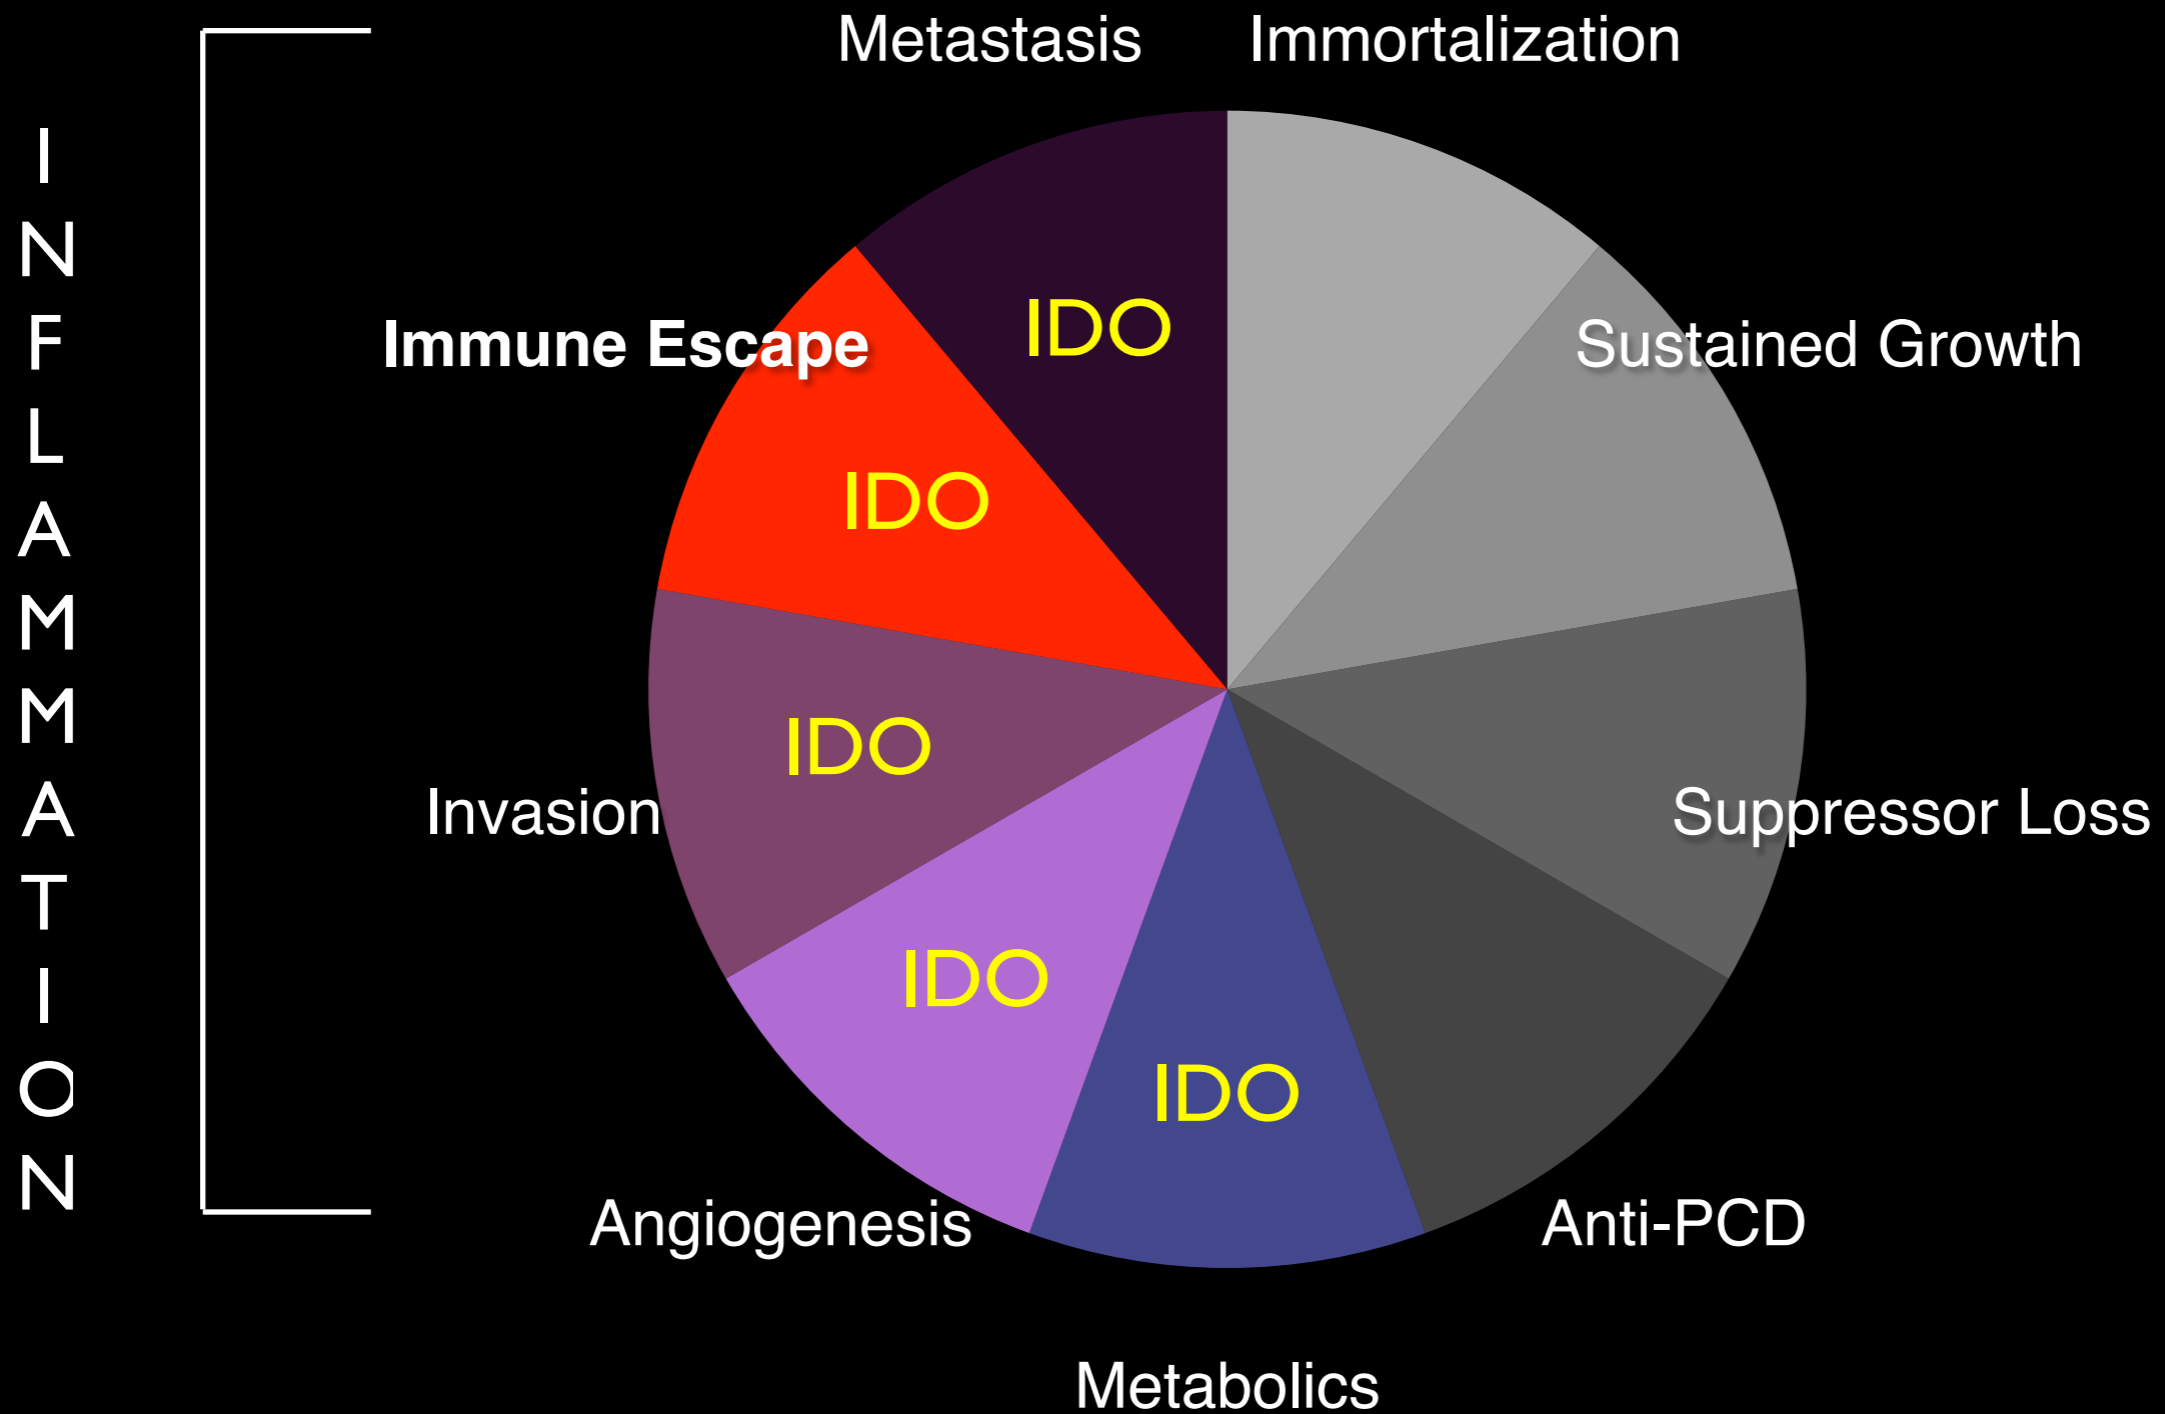 INFLAMMATION
Metastasis
Immortalization
IDO
Immune Escape
Sustained Growth
IDO
IDO
Invasion
Suppressor Loss
IDO
IDO
Angiogenesis
Anti-PCD
Metabolics